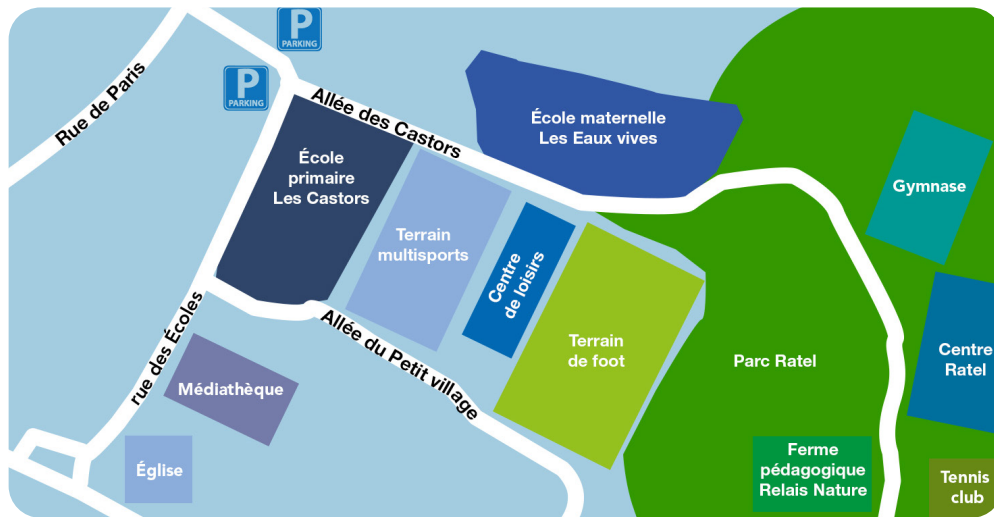 P
PARKING
P
PARKING
Rue de Paris
Allée des Castors
École maternelle
Les Eaux vives
École
primaire
Les Castors
Gymnase
Terrain
multisports
Centre
de loisirs
rue des Écoles
Allée du Petit village
Terrain
de foot
Parc Ratel
Centre
Ratel
Médiathèque
Église
Ferme
pédagogique
Relais Nature
Tennis
club